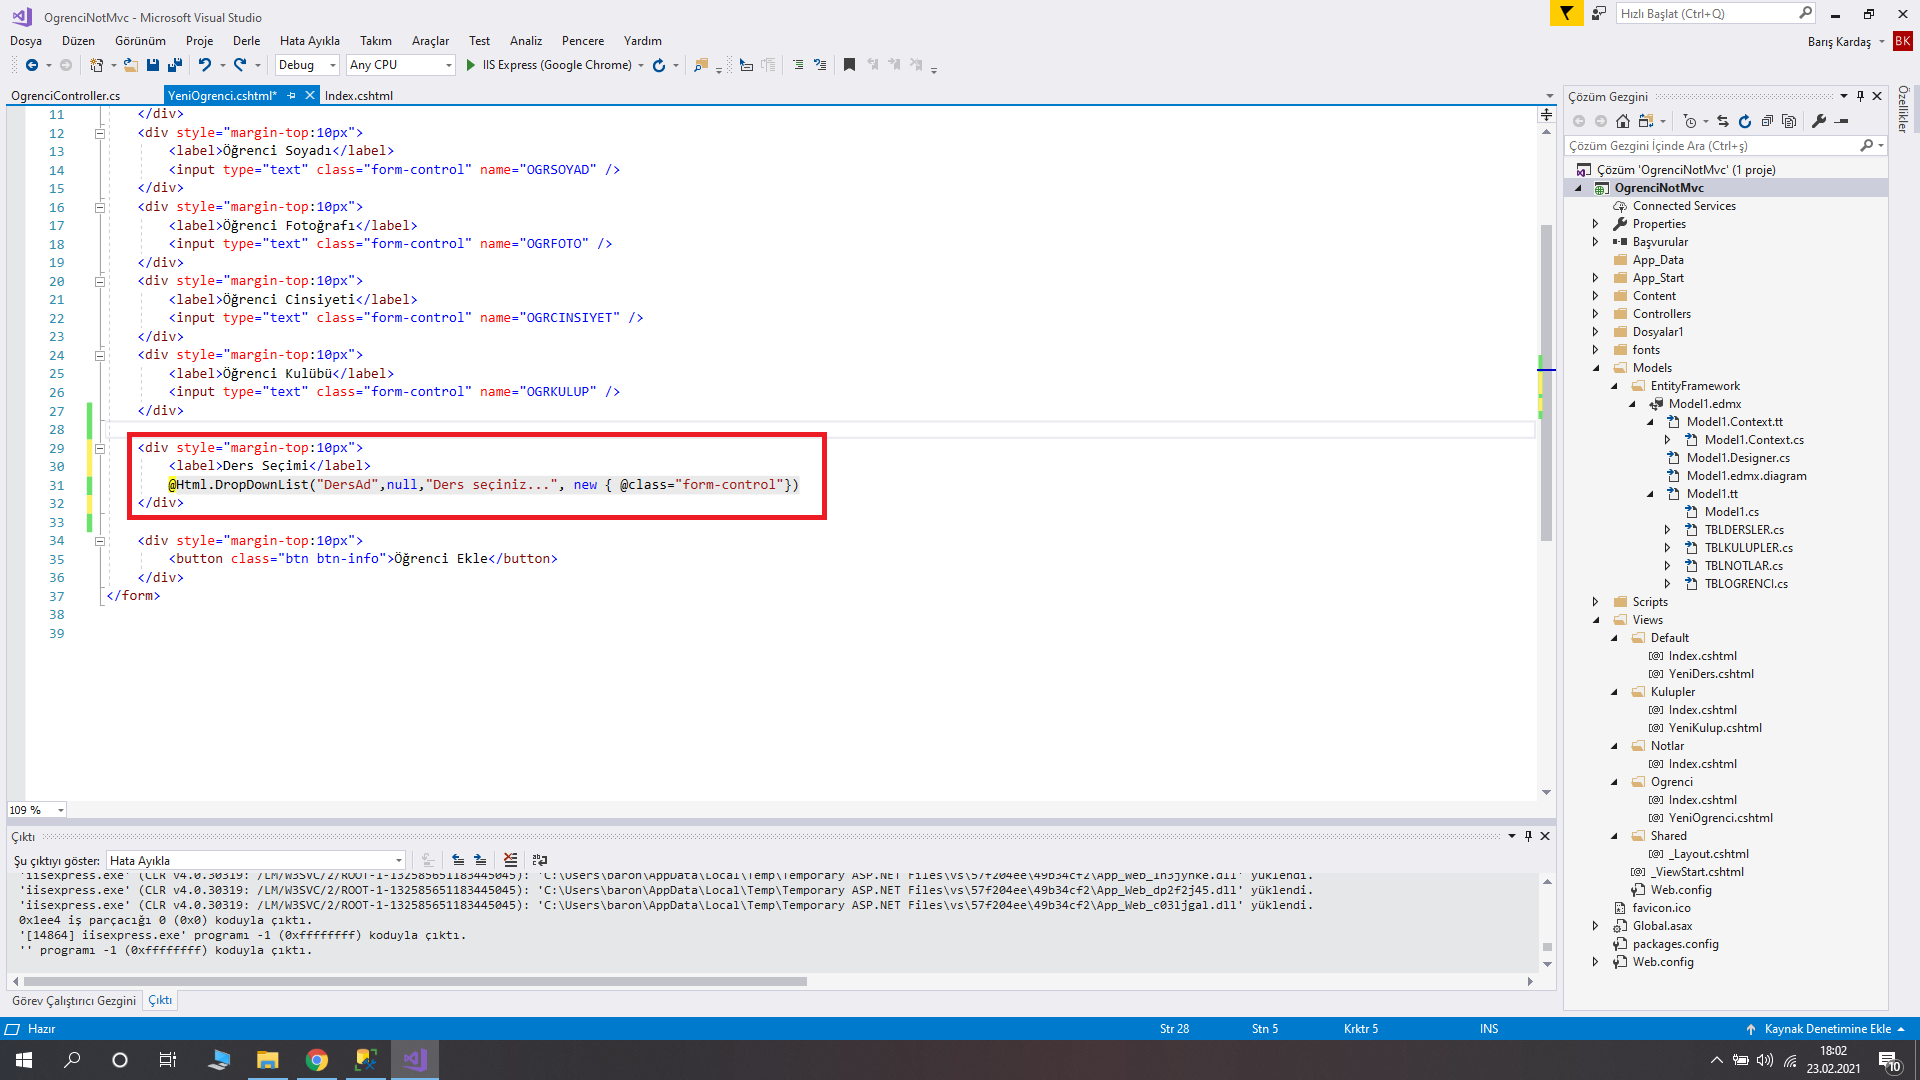 OgrenciNotMvc - Microsoft Visual Studio
Hızlı Başlat (Ctrl+Q)
Dosya Düzen Görünüm Proje Derle Hata Ayıkla Takım Araçlar Test Analiz Pencere Yardım
Barış Kardaş BK
Debug Any CPU IIS Express (Google Chrome)
OgrenciController.cs YeniOgrenci.cshtml* Index.cshtml
11 </div>
12 <div style="margin-top:10px">
13 <label>Öğrenci Soyadı</label>
14 <input type="text" class="form-control" name="OGRSOYAD" />
15 </div>
16 <div style="margin-top:10px">
17 <label>Öğrenci Fotoğrafı</label>
18 <input type="text" class="form-control" name="OGRFOTO" />
19 </div>
20 <div style="margin-top:10px">
21 <label>Öğrenci Cinsiyeti</label>
22 <input type="text" class="form-control" name="OGRCINSIYET" />
23 </div>
24 <div style="margin-top:10px">
25 <label>Öğrenci Kulübü</label>
26 <input type="text" class="form-control" name="OGRKULUP" />
27 </div>
28
29 <div style="margin-top:10px">
30 <label>Ders Seçimi</label>
31 @Html.DropDownList("DersAd",null,"Ders seçiniz...", new { @class="form-control"})
32 </div>
33
34 <div style="margin-top:10px">
35 <button class="btn btn-info">Öğrenci Ekle</button>
36 </div>
37 </form>
38
39
109 %
Çıktı
Şu çıktıyı göster: Hata Ayıkla
'iisexpress.exe' (CLR v4.0.30319: /LM/W3SVC/2/ROOT-1-132585651183445045): 'C:\Users\baron\AppData\Local\Temp\Temporary ASP.NET Files\vs\57f204ee\49b34cf2\App_Web_in3jynke.dll' yüklendi.
'iisexpress.exe' (CLR v4.0.30319: /LM/W3SVC/2/ROOT-1-132585651183445045): 'C:\Users\baron\AppData\Local\Temp\Temporary ASP.NET Files\vs\57f204ee\49b34cf2\App_Web_dp2f2j45.dll' yüklendi.
'iisexpress.exe' (CLR v4.0.30319: /LM/W3SVC/2/ROOT-1-132585651183445045): 'C:\Users\baron\AppData\Local\Temp\Temporary ASP.NET Files\vs\57f204ee\49b34cf2\App_Web_c03ljgal.dll' yüklendi.
0x1ee4 iş parçacığı 0 (0x0) koduyla çıktı.
'[14864] iisexpress.exe' programı -1 (0xffffffff) koduyla çıktı.
'' programı -1 (0xffffffff) koduyla çıktı.
Görev Çalıştırıcı Gezgini Çıktı
Çözüm Gezgini
Çözüm Gezgini İçinde Ara (Ctrl+ş)
Çözüm 'OgrenciNotMvc' (1 proje)
OgrenciNotMvc
Connected Services
Properties
Başvurular
App_Data
App_Start
Content
Controllers
Dosyalar1
fonts
Models
EntityFramework
Model1.edmx
Model1.Context.tt
Model1.Context.cs
Model1.Designer.cs
Model1.edmx.diagram
Model1.tt
Model1.cs
TBLDERSLER.cs
TBLKULUPLER.cs
TBLNOTLAR.cs
TBLOGRENCI.cs
Scripts
Views
Default
Index.cshtml
YeniDers.cshtml
Kulupler
Index.cshtml
YeniKulup.cshtml
Notlar
Index.cshtml
Ogrenci
Index.cshtml
YeniOgrenci.cshtml
Shared
_Layout.cshtml
_ViewStart.cshtml
Web.config
favicon.ico
Global.asax
packages.config
Web.config
Özellikler
Hazır Str 28 Stn 5 Krktr 5 INS Kaynak Denetimine Ekle
18:02
23.02.2021
10